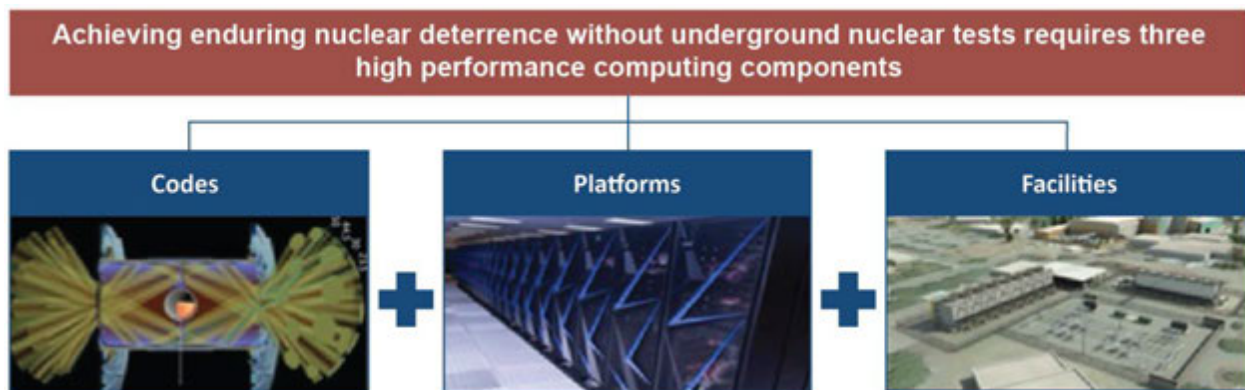 Achieving enduring nuclear deterrence without underground nuclear tests requires three
high performance computing components
Codes
Platforms
Facilities